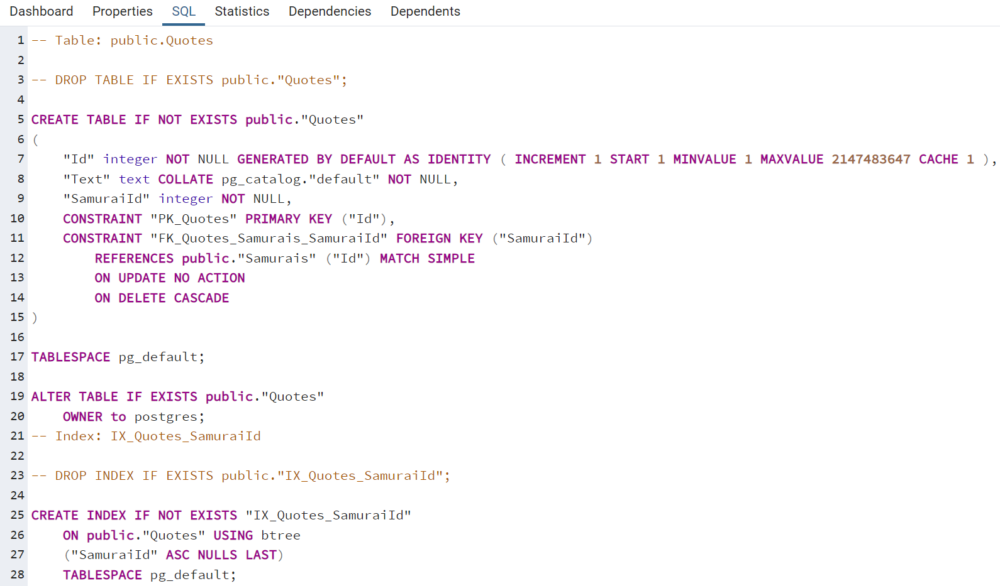 Dashboard Properties SQL Statistics Dependencies Dependents
1 -- Table: public.Quotes
2
3 -- DROP TABLE IF EXISTS public."Quotes";
4
5 CREATE TABLE IF NOT EXISTS public."Quotes"
6 (
7     "Id" integer NOT NULL GENERATED BY DEFAULT AS IDENTITY ( INCREMENT 1 START 1 MINVALUE 1 MAXVALUE 2147483647 CACHE 1 ),
8     "Text" text COLLATE pg_catalog."default" NOT NULL,
9     "SamuraiId" integer NOT NULL,
10     CONSTRAINT "PK_Quotes" PRIMARY KEY ("Id"),
11     CONSTRAINT "FK_Quotes_Samurais_SamuraiId" FOREIGN KEY ("SamuraiId")
12         REFERENCES public."Samurais" ("Id") MATCH SIMPLE
13         ON UPDATE NO ACTION
14         ON DELETE CASCADE
15 )
16
17 TABLESPACE pg_default;
18
19 ALTER TABLE IF EXISTS public."Quotes"
20     OWNER to postgres;
21 -- Index: IX_Quotes_SamuraiId
22
23 -- DROP INDEX IF EXISTS public."IX_Quotes_SamuraiId";
24
25 CREATE INDEX IF NOT EXISTS "IX_Quotes_SamuraiId"
26     ON public."Quotes" USING btree
27     ("SamuraiId" ASC NULLS LAST)
28     TABLESPACE pg_default;